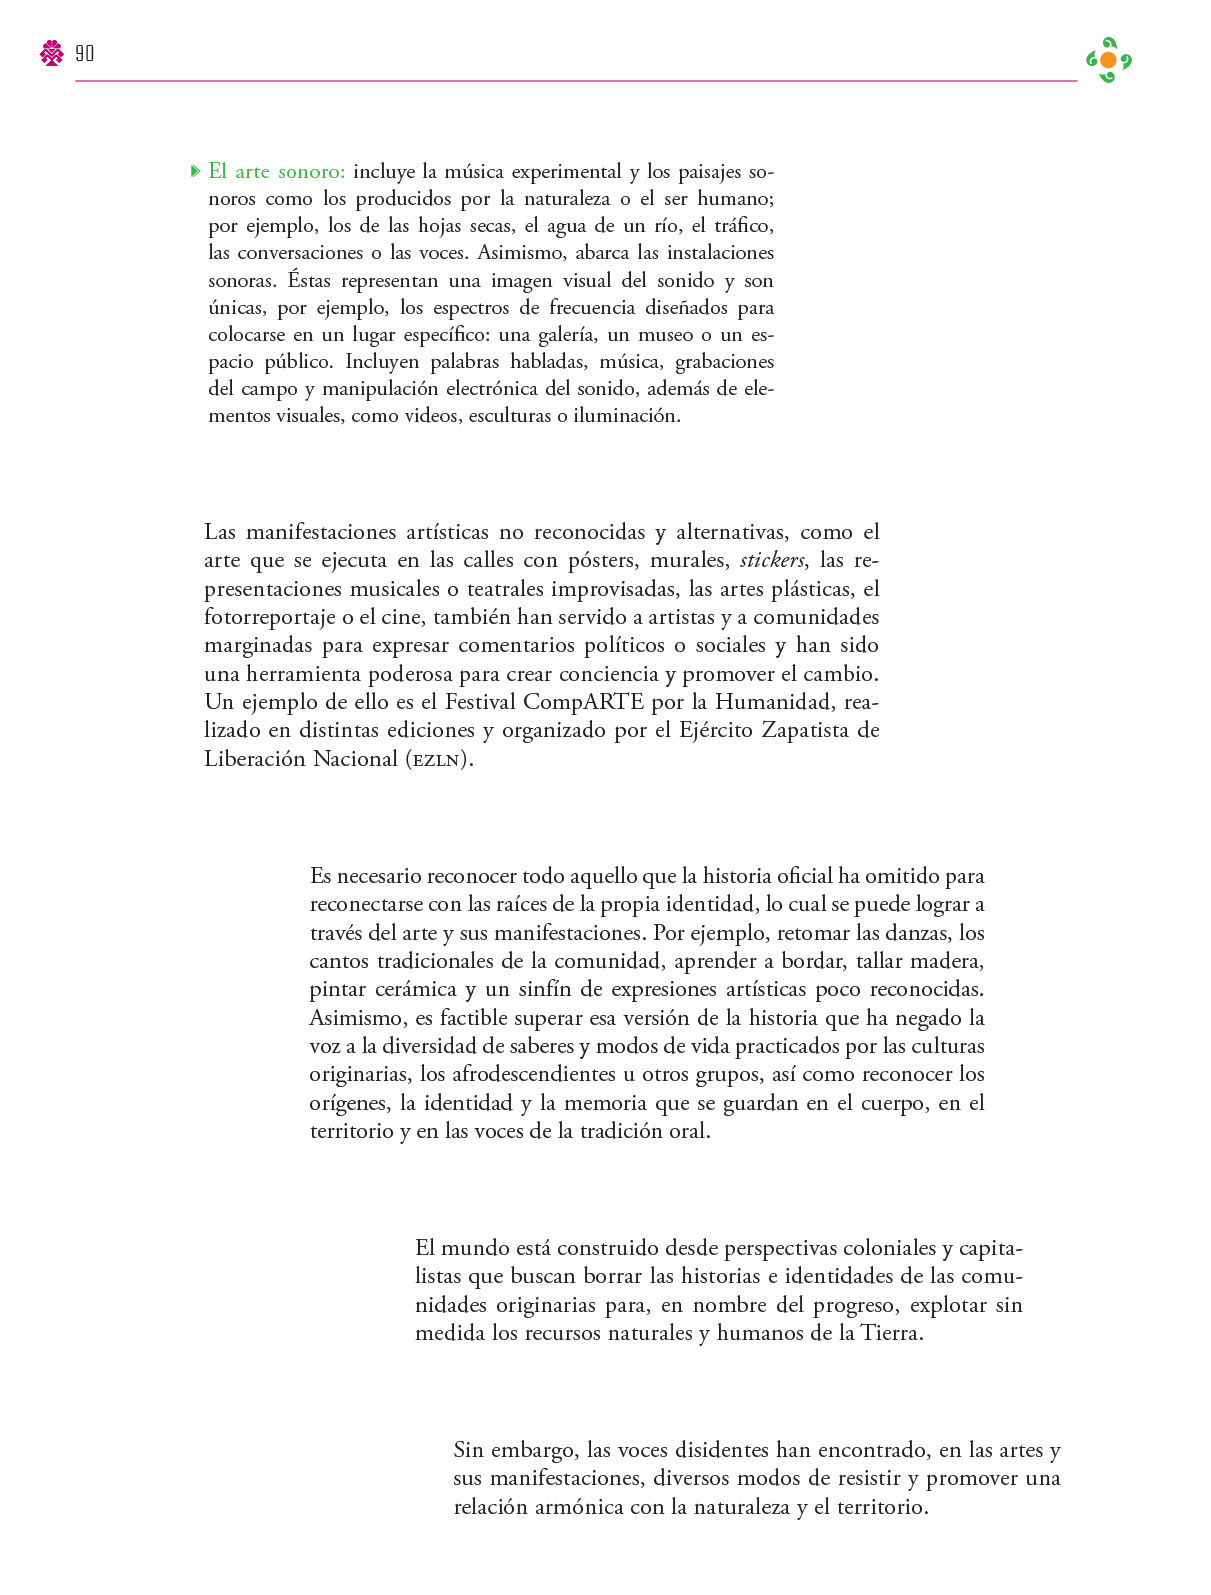 90
El arte sonoro: incluye la música experimental y los paisajes so-
noros como los producidos por la naturaleza o el ser humano;
por ejemplo, los de las hojas secas, el agua de un río, el tráfico,
las conversaciones o las voces. Asimismo, abarca las instalaciones
sonoras. Éstas representan una imagen visual del sonido y son
únicas, por ejemplo, los espectros de frecuencia diseñados para
colocarse en un lugar específico: una galería, un museo o un es-
pacio público. Incluyen palabras habladas, música, grabaciones
del campo y manipulación electrónica del sonido, además de ele-
mentos visuales, como videos, esculturas o iluminación.
Las manifestaciones artísticas no reconocidas y alternativas, como el
arte que se ejecuta en las calles con pósters, murales, stickers, las re-
presentaciones musicales o teatrales improvisadas, las artes plásticas, el
fotorreportaje o el cine, también han servido a artistas y a comunidades
marginadas para expresar comentarios políticos o sociales y han sido
una herramienta poderosa para crear conciencia y promover el cambio.
Un ejemplo de ello es el Festival CompARTE por la Humanidad, rea-
lizado en distintas ediciones y organizado por el Ejército Zapatista de
Liberación Nacional (EZLN).
Es necesario reconocer todo aquello que la historia oficial ha omitido para
reconectarse con las raíces de la propia identidad, lo cual se puede lograr a
través del arte y sus manifestaciones. Por ejemplo, retomar las danzas, los
cantos tradicionales de la comunidad, aprender a bordar, tallar madera,
pintar cerámica y un sinfín de expresiones artísticas poco reconocidas.
Asimismo, es factible superar esa versión de la historia que ha negado la
voz a la diversidad de saberes y modos de vida practicados por las culturas
originarias, los afrodescendientes u otros grupos, así como reconocer los
orígenes, la identidad y la memoria que se guardan en el cuerpo, en el
territorio y en las voces de la tradición oral.
El mundo está construido desde perspectivas coloniales y capita-
listas que buscan borrar las historias e identidades de las comu-
nidades originarias para, en nombre del progreso, explotar sin
medida los recursos naturales y humanos de la Tierra.
Sin embargo, las voces disidentes han encontrado, en las artes y
sus manifestaciones, diversos modos de resistir y promover una
relación armónica con la naturaleza y el territorio.